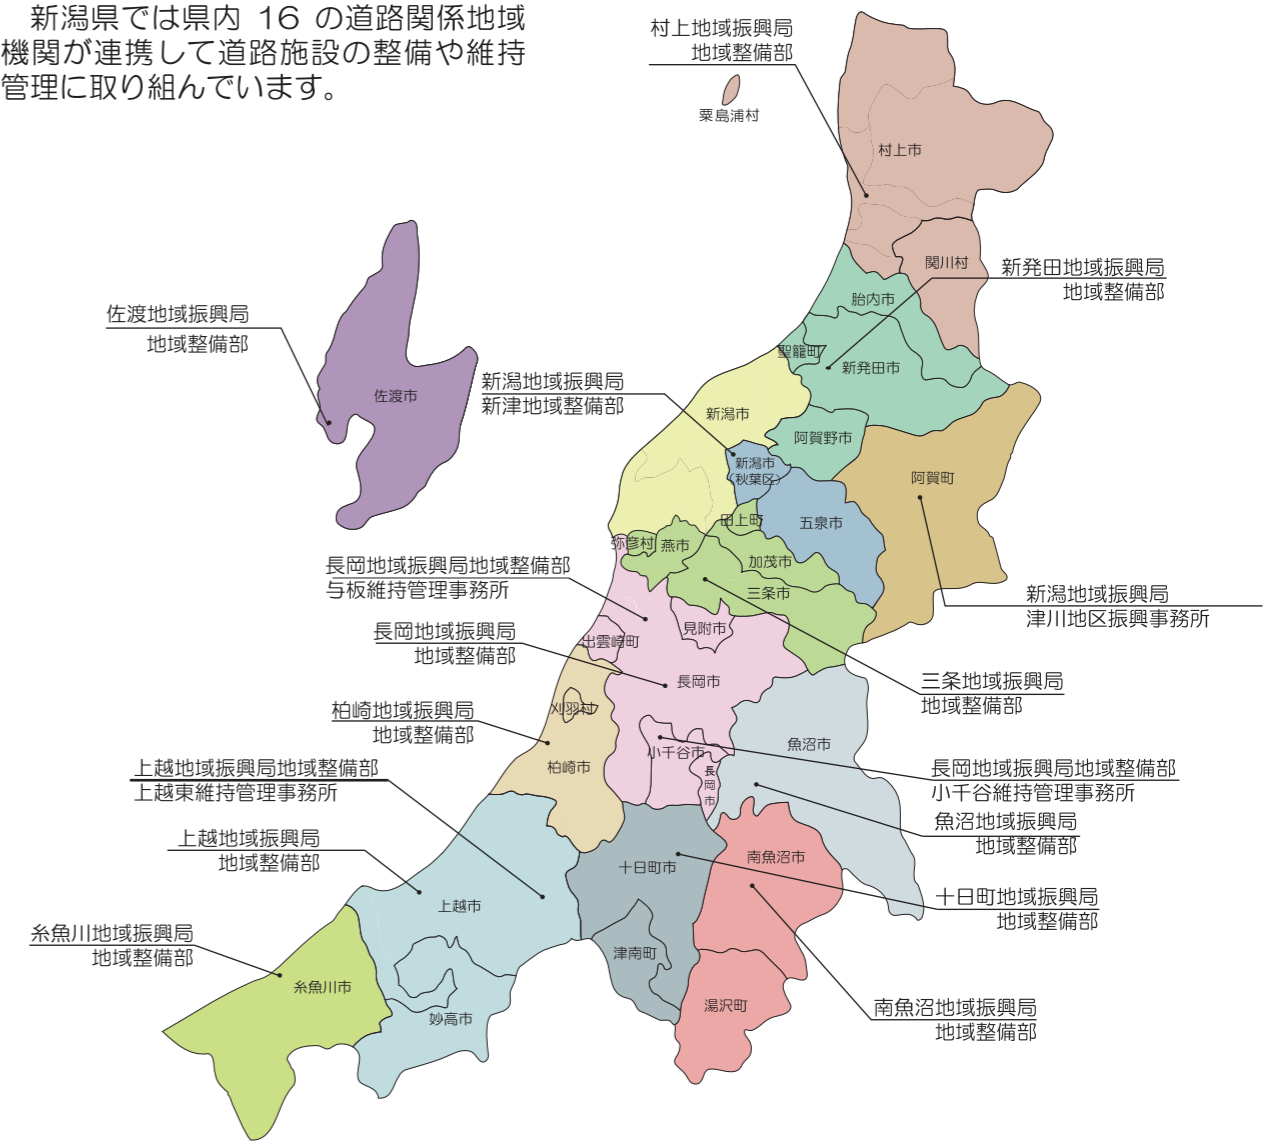 新潟県では県内 16 の道路関係地域
機関が連携して道路施設の整備や維持
管理に取り組んでいます。
村上地域振興局
地域整備部
粟島浦村
村上市
関川村
新発田地域振興局
地域整備部
胎内市
聖籠町
新発田市
佐渡地域振興局
地域整備部
佐渡市
新潟地域振興局
新津地域整備部
新潟市
阿賀野市
新潟市
(秋葉区)
阿賀町
田上町
五泉市
弥彦村
燕市
加茂市
三条市
長岡地域振興局地域整備部
与板維持管理事務所
新潟地域振興局
津川地区振興事務所
長岡地域振興局
地域整備部
出雲崎町
見附市
長岡市
三条地域振興局
地域整備部
柏崎地域振興局
地域整備部
刈羽村
柏崎市
小千谷市
長岡市
魚沼市
上越地域振興局地域整備部
上越東維持管理事務所
長岡地域振興局地域整備部
小千谷維持管理事務所
魚沼地域振興局
地域整備部
上越地域振興局
地域整備部
十日町市
南魚沼市
十日町地域振興局
地域整備部
上越市
糸魚川地域振興局
地域整備部
津南町
糸魚川市
妙高市
湯沢町
南魚沼地域振興局
地域整備部